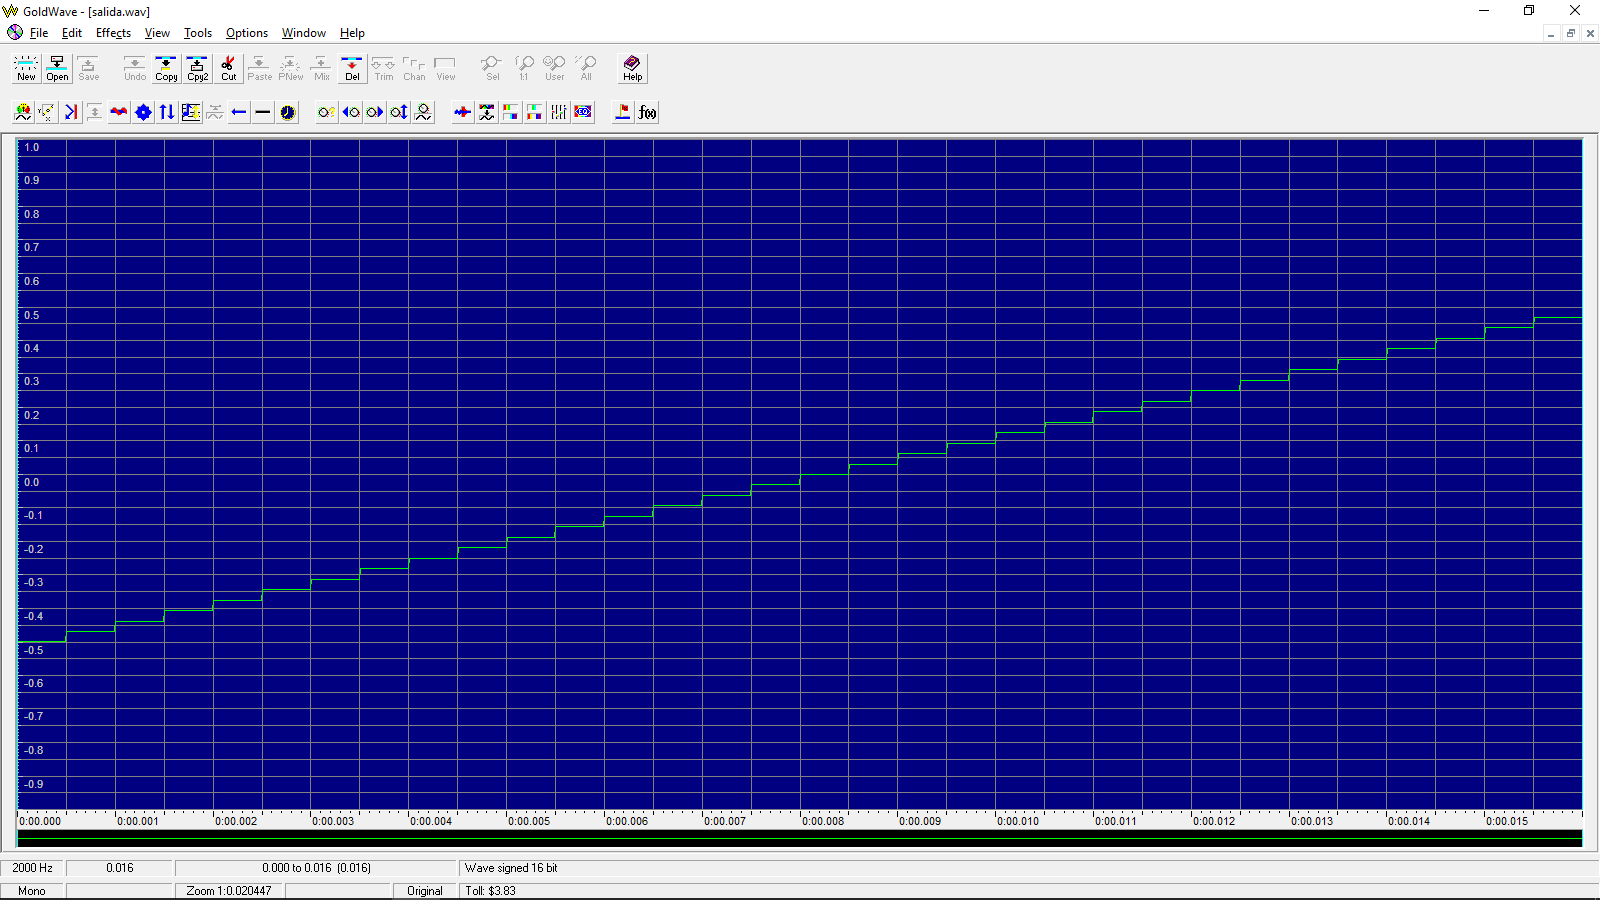 GoldWave - [salida.wav]
File Edit Effects View Tools Options Window Help
New Open Save Undo Copy Cpy2 Cut Paste PNew Mix Del Trim Chan View Sel 1:1 User All Help
f(x)
1.0
0.9
0.8
0.7
0.6
0.5
0.4
0.3
0.2
0.1
0.0
-0.1
-0.2
-0.3
-0.4
-0.5
-0.6
-0.7
-0.8
-0.9
0:00.000 0:00.001 0:00.002 0:00.003 0:00.004 0:00.005 0:00.006 0:00.007 0:00.008 0:00.009 0:00.010 0:00.011 0:00.012 0:00.013 0:00.014 0:00.015
2000 Hz 0.016 0.000 to 0.016 (0.016) Wave signed 16 bit
Mono Zoom 1:0.020447 Original Toll: $3.83